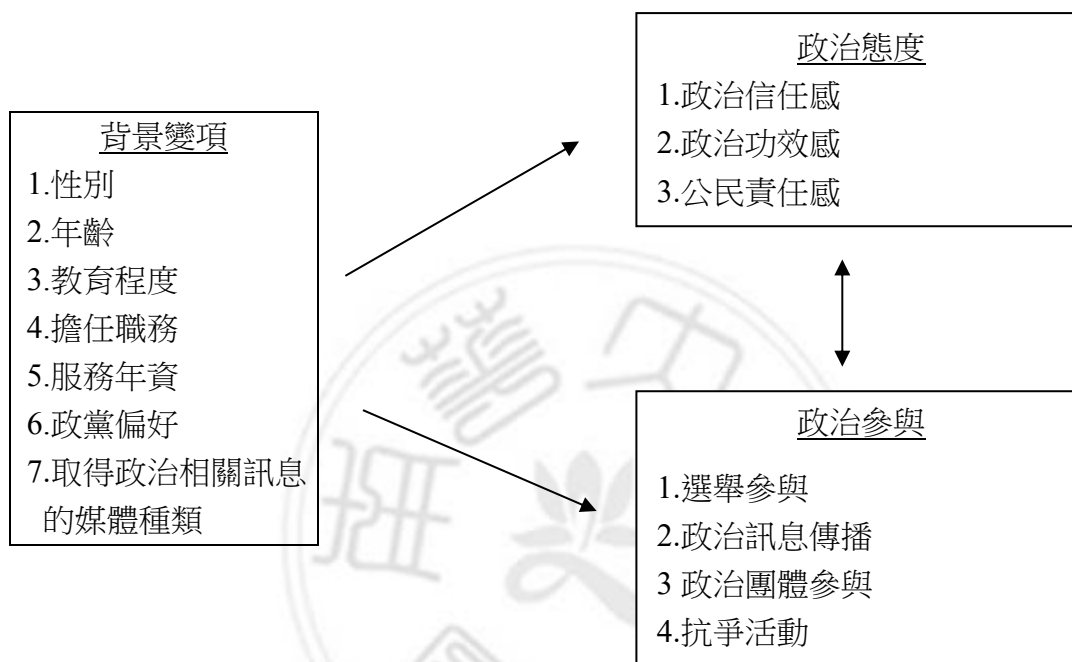 背景變項
1.性別
2.年齡
3.教育程度
4.擔任職務
5.服務年資
6.政黨偏好
7.取得政治相關訊息
的媒體種類
政治態度
1.政治信任感
2.政治功效感
3.公民責任感
政治參與
1.選舉參與
2.政治訊息傳播
3 政治團體參與
4.抗爭活動